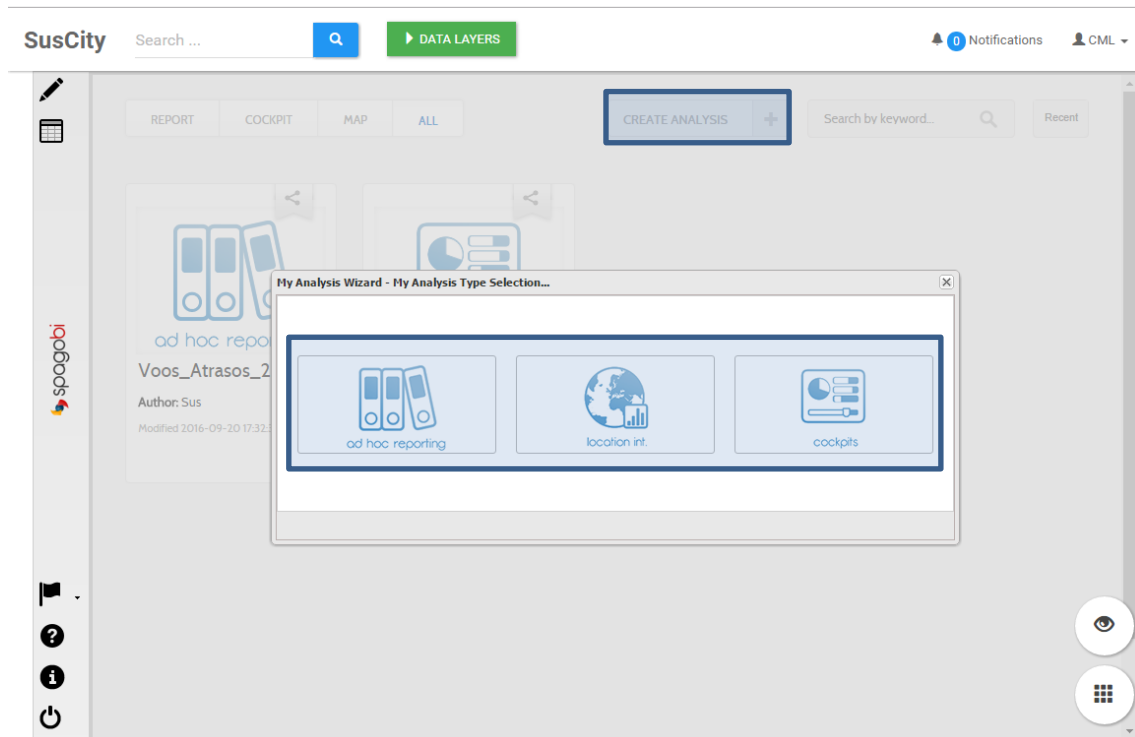 SusCity
Search ...
DATA LAYERS
0 Notifications
CML
REPORT
COCKPIT
MAP
ALL
CREATE ANALYSIS
Search by keyword...
Recent
My Analysis Wizard - My Analysis Type Selection...
ad hoc repo
Voos_Atrasos_2
Author: Sus
Modified 2016-09-20 17:32:
ad hoc reporting
location int.
cockpits
spagobi